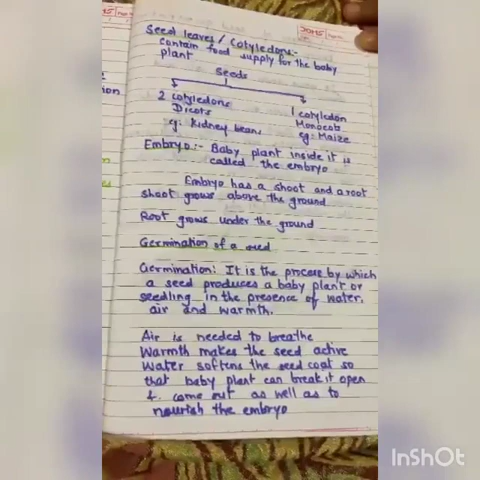 Seed leaves / Cotyledons:-
contain food supply for the baby
plant
Seeds
2 cotyledons
Dicots
eg: Kidney beans
1 cotyledon
Monocots
eg: Maize
Embryo:- Baby plant inside it is
called the embryo
Embryo has a shoot and a root
shoot grows above the ground
Root grows under the ground
Germination of a seed
Germination: It is the process by which
a seed produces a baby plant or
seedling in the presence of water,
air and warmth.
Air is needed to breathe
Warmth makes the seed active
Water softens the seed coat so
that baby plant can break it open
& come out as well as to
nourish the embryo
InShOt